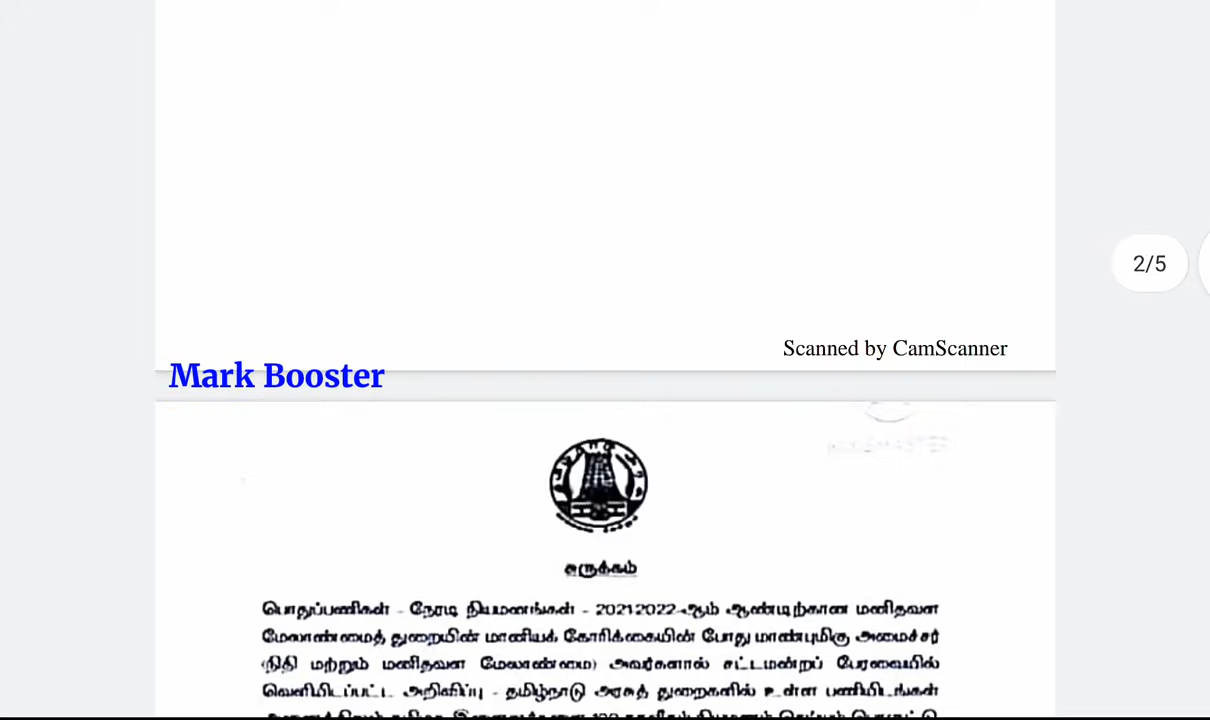 2/5
Scanned by CamScanner
Mark Booster
சுருக்கம்
பொதுப்பணிகள் - நேரடி நியமனங்கள் - 2021-2022-ஆம் ஆண்டிற்கான மனிதவள
மேலாண்மைத் துறையின் மானியக் கோரிக்கையின் போது மாண்புமிகு அமைச்சர்
(நிதி மற்றும் மனிதவள மேலாண்மை) அவர்களால் சட்டமன்றப் பேரவையில்
வெளியிடப்பட்ட அறிவிப்பு - தமிழ்நாடு அரசுத் துறைகளில் உள்ள பணியிடங்கள்